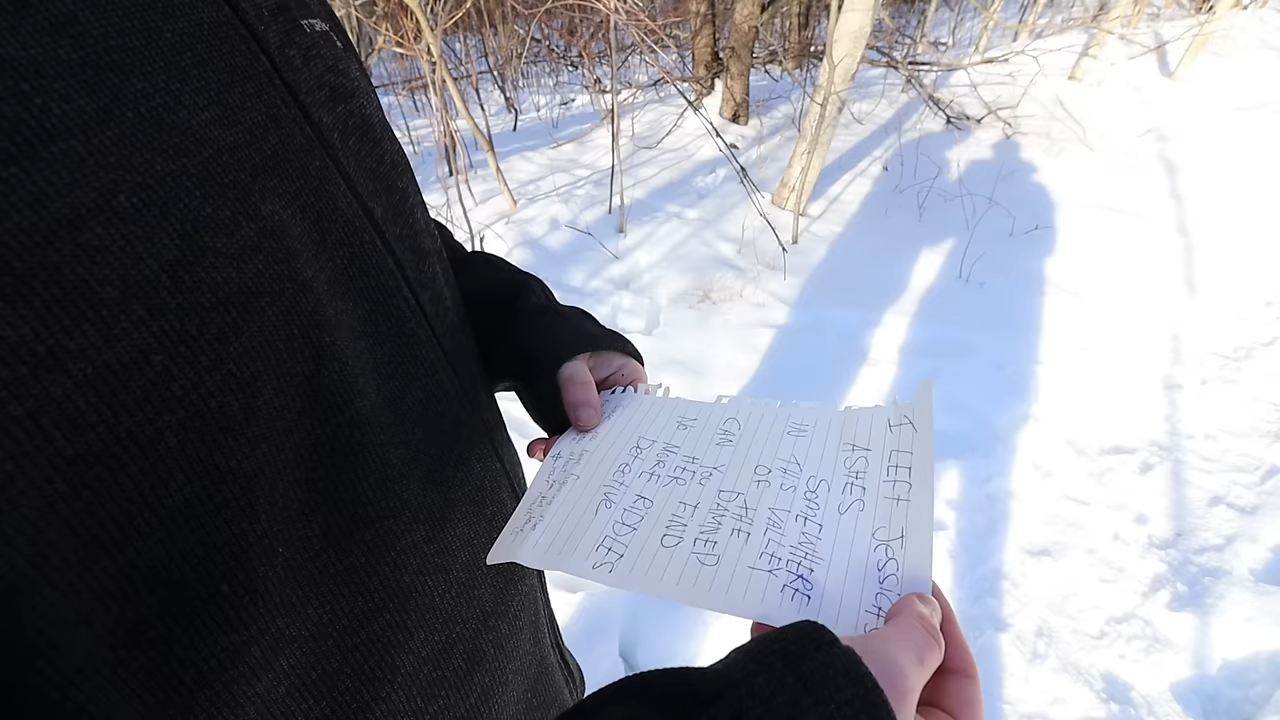 I LEFT JESSICA'S
ASHES
SOMEWHERE
IN THIS VALLEY
OF THE
DAMNED
CAN YOU FIND
HER
NO MORE RIDDLES
DETECTIVE